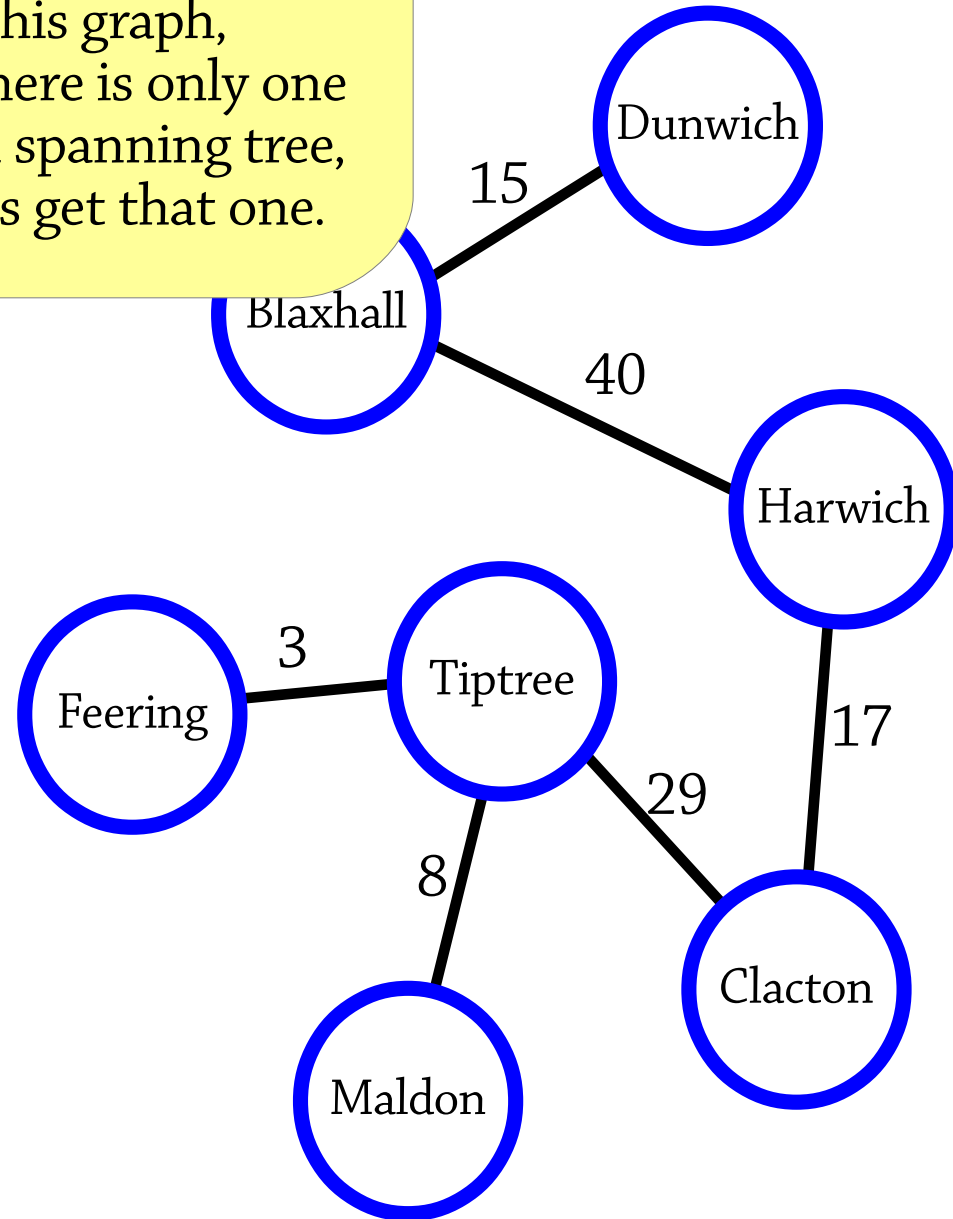 his graph,
here is only one
spanning tree,
s get that one.
Dunwich
15
Blaxhall
40
Harwich
3
Tiptree
Feering
17
29
8
Clacton
Maldon